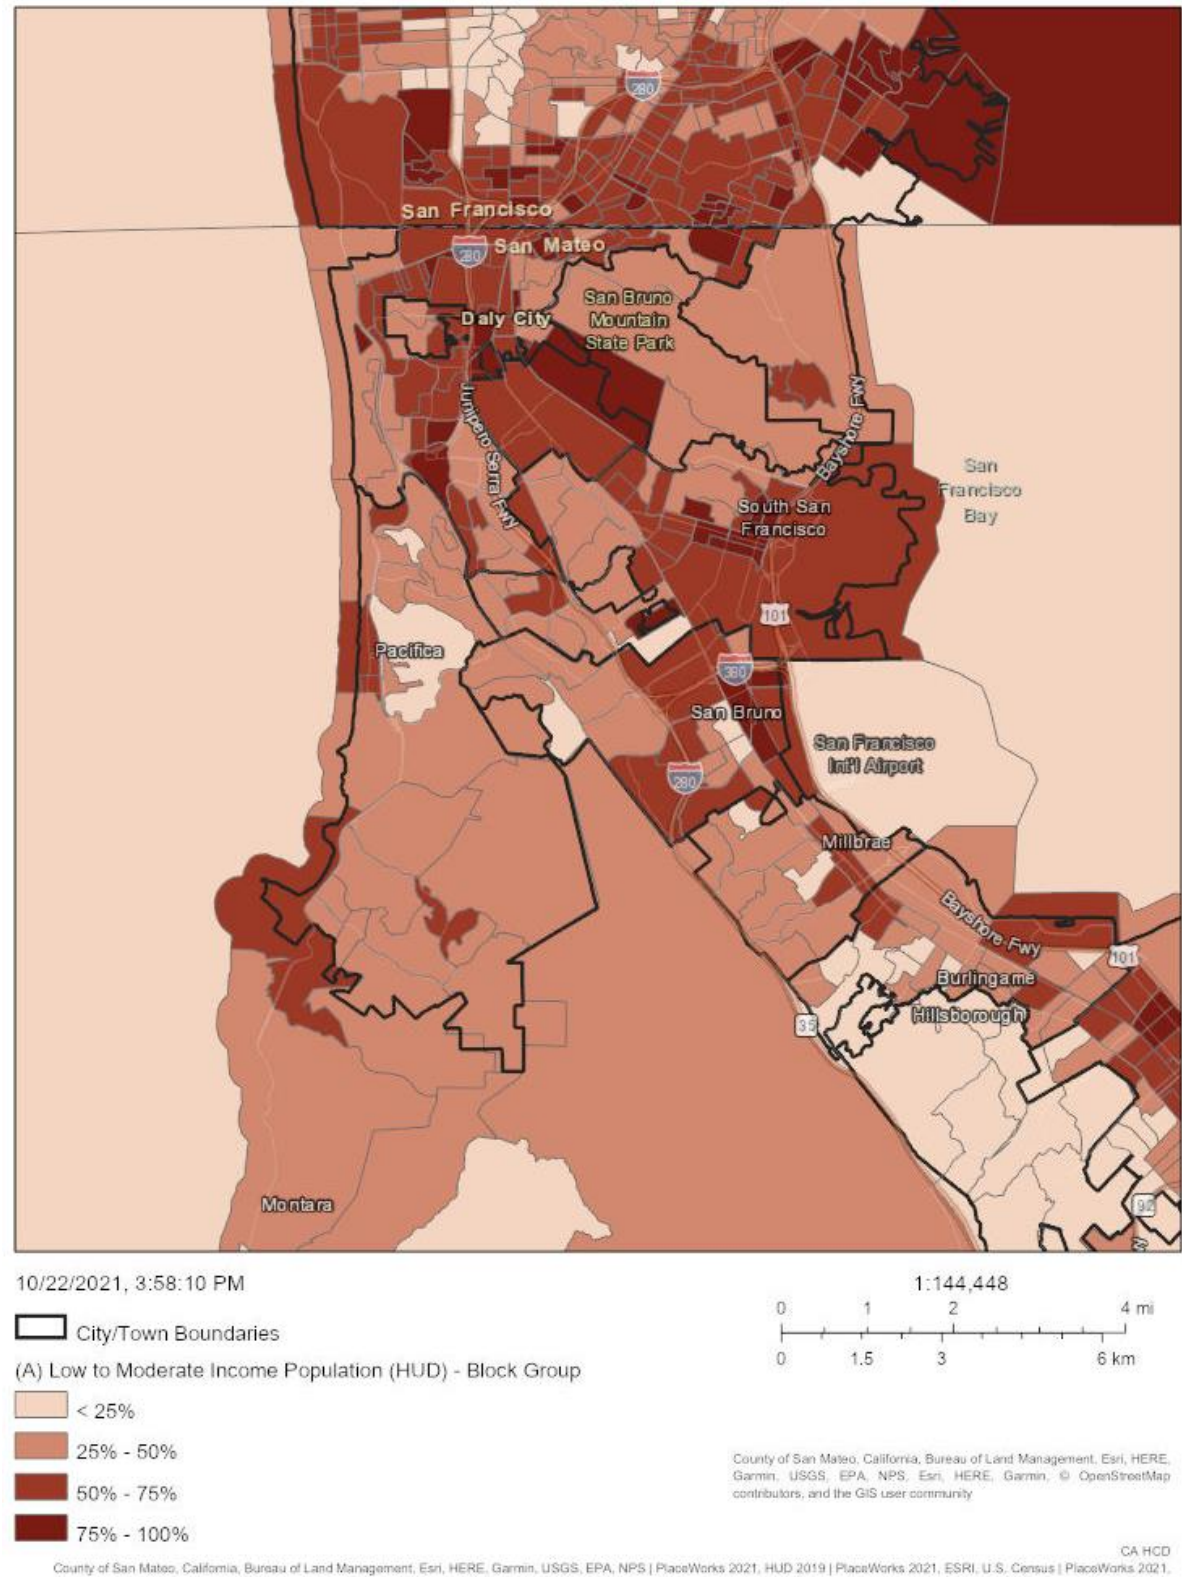 280
San Francisco
280
San Mateo
San Bruno
Mountain
State Park
Daly City
Junipero Serra Fwy
Bayshore Fwy
San
Francisco
Bay
South San
Francisco
101
Pacifica
380
San Bruno
San Francisco
Int'l Airport
280
Millbrae
Bayshore Fwy
101
Burlingame
Hillsborough
35
Montara
92
10/22/2021, 3:58:10 PM
1:144,448
0 1 2 4 mi
0 1.5 3 6 km
City/Town Boundaries
(A) Low to Moderate Income Population (HUD) - Block Group
< 25%
25% - 50%
50% - 75%
75% - 100%
County of San Mateo, California, Bureau of Land Management, Esri, HERE,
Garmin, USGS, EPA, NPS, Esri, HERE, Garmin, © OpenStreetMap
contributors, and the GIS user community
CA HCD
County of San Mateo, California, Bureau of Land Management, Esri, HERE, Garmin, USGS, EPA, NPS | PlaceWorks 2021, HUD 2019 | PlaceWorks 2021, ESRI, U.S. Census | PlaceWorks 2021,